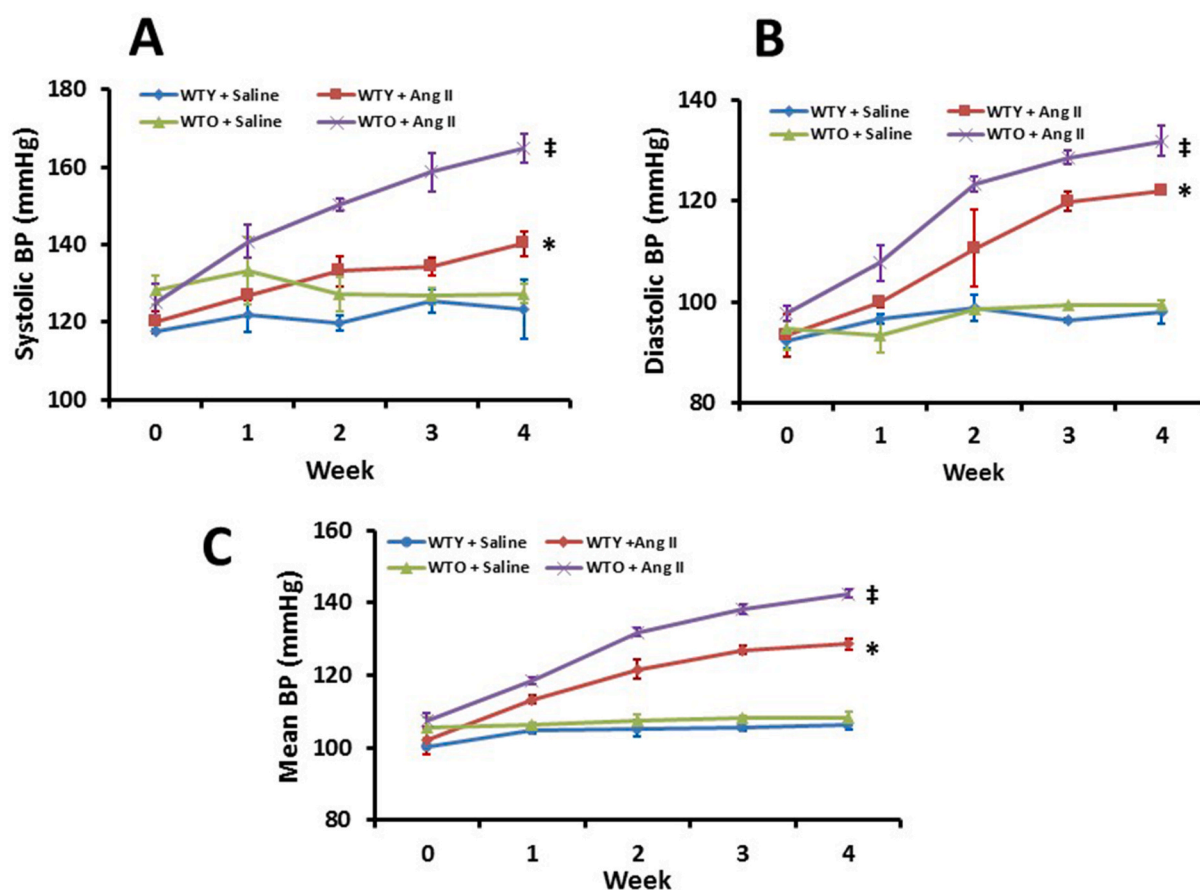 A
Systolic BP (mmHg)
180
160
140
120
100
WTY + Saline WTY + Ang II
WTO + Saline WTO + Ang II
‡
*
0 1 2 3 4
Week
B
Diastolic BP (mmHg)
140
120
100
80
WTY + Saline WTY + Ang II
WTO + Saline WTO + Ang II
‡
*
0 1 2 3 4
Week
C
Mean BP (mmHg)
160
140
120
100
80
WTY + Saline WTY +Ang II
WTO + Saline WTO + Ang II
‡
*
0 1 2 3 4
Week